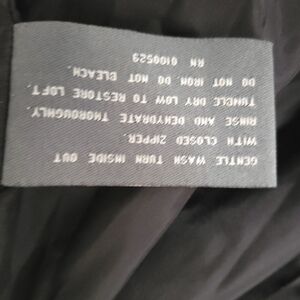 GENTLE WASH TURN INSIDE OUT
WITH CLOSED ZIPPER.
RINSE AND DEHYDRATE THOROUGHLY.
TUMBLE DRY LOW TO RESTORE LOFT.
DO NOT IRON. DO NOT BLEACH.
RN 0100523